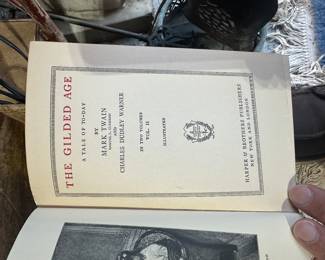 THE GILDED AGE
A TALE OF TO-DAY
BY
MARK TWAIN
AND
CHARLES DUDLEY WARNER
IN TWO VOLUMES
VOL. II
ILLUSTRATED
HARPER & BROTHERS PUBLISHERS
NEW YORK AND LONDON